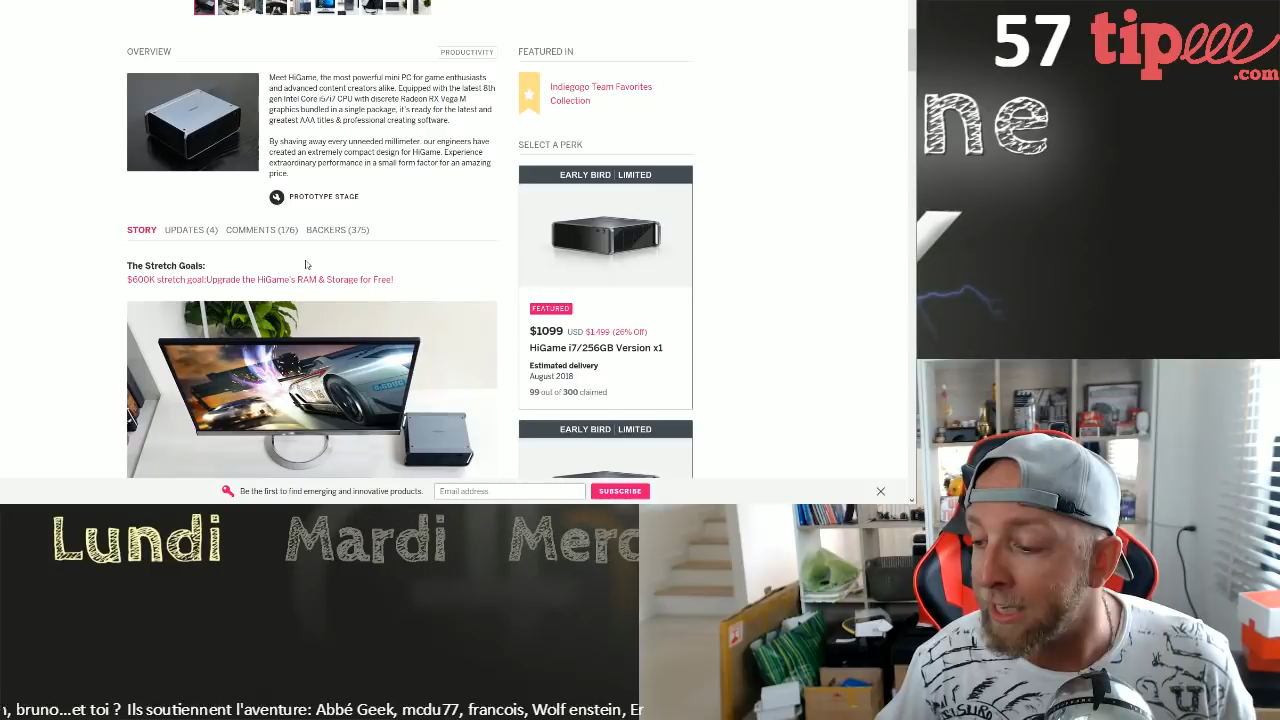 OVERVIEW
PRODUCTIVITY
Meet HiGame, the most powerful mini PC for game enthusiasts
and advanced content creators alike. Equipped with the latest 8th
gen Intel Core i5/i7 CPU with discrete Radeon RX Vega M
graphics bundled in a single package, it's ready for the latest and
greatest AAA titles & professional creating software.
By shaving away every unneeded millimeter, our engineers have
created an extremely compact design for HiGame. Experience
extraordinary performance in a small form factor for an amazing
price.
PROTOTYPE STAGE
STORY UPDATES (4) COMMENTS (176) BACKERS (375)
The Stretch Goals:
$600K stretch goal:Upgrade the HiGame's RAM & Storage for Free!
FEATURED IN
Indiegogo Team Favorites
Collection
SELECT A PERK
EARLY BIRD | LIMITED
FEATURED
$1099 USD $1,499 (26% Off)
HiGame i7/256GB Version x1
Estimated delivery
August 2018
99 out of 300 claimed
EARLY BIRD | LIMITED
Be the first to find emerging and innovative products.
Email address
SUBSCRIBE
57 tipeee
.com
ne
Lundi Mardi Merc
, bruno...et toi ? Ils soutiennent l'aventure: Abbé Geek, mcdu77, francois, Wolf enstein, Er